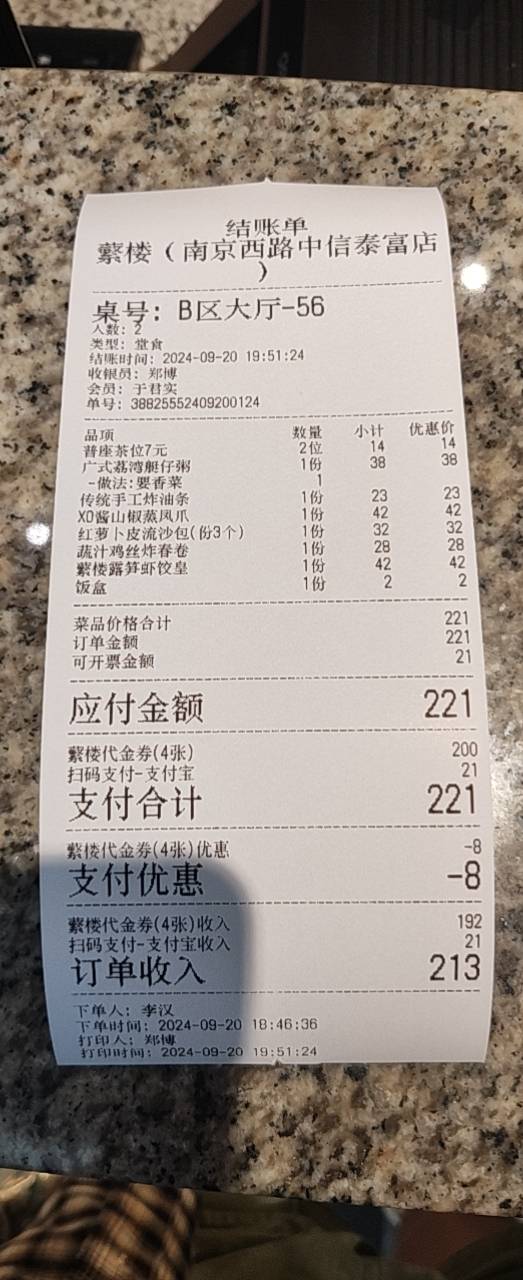 结账单
蘩楼（南京西路中信泰富店
）
桌号: B区大厅-56
人数: 2
类型: 堂食
结账时间: 2024-09-20 19:51:24
收银员: 郑博
会员: 于君实
单号: 38825552409200124
品项 数量 小计 优惠价
普座茶位7元 2位 14 14
广式荔湾艇仔粥 1份 38 38
-做法:要香菜 1
传统手工炸油条 1份 23 23
XO酱山椒蒸凤爪 1份 42 42
红萝卜皮流沙包(份3个) 1份 32 32
蔬汁鸡丝炸春卷 1份 28 28
蘩楼露笋虾饺皇 1份 42 42
饭盒 1份 2 2
菜品价格合计 221
订单金额 221
可开票金额 21
应付金额 221
蘩楼代金券(4张) 200
扫码支付-支付宝 21
支付合计 221
蘩楼代金券(4张)优惠 -8
支付优惠 -8
蘩楼代金券(4张)收入 192
扫码支付-支付宝收入 21
订单收入 213
下单人: 李汉
下单时间: 2024-09-20 18:46:36
打印人: 郑博
打印时间: 2024-09-20 19:51:24